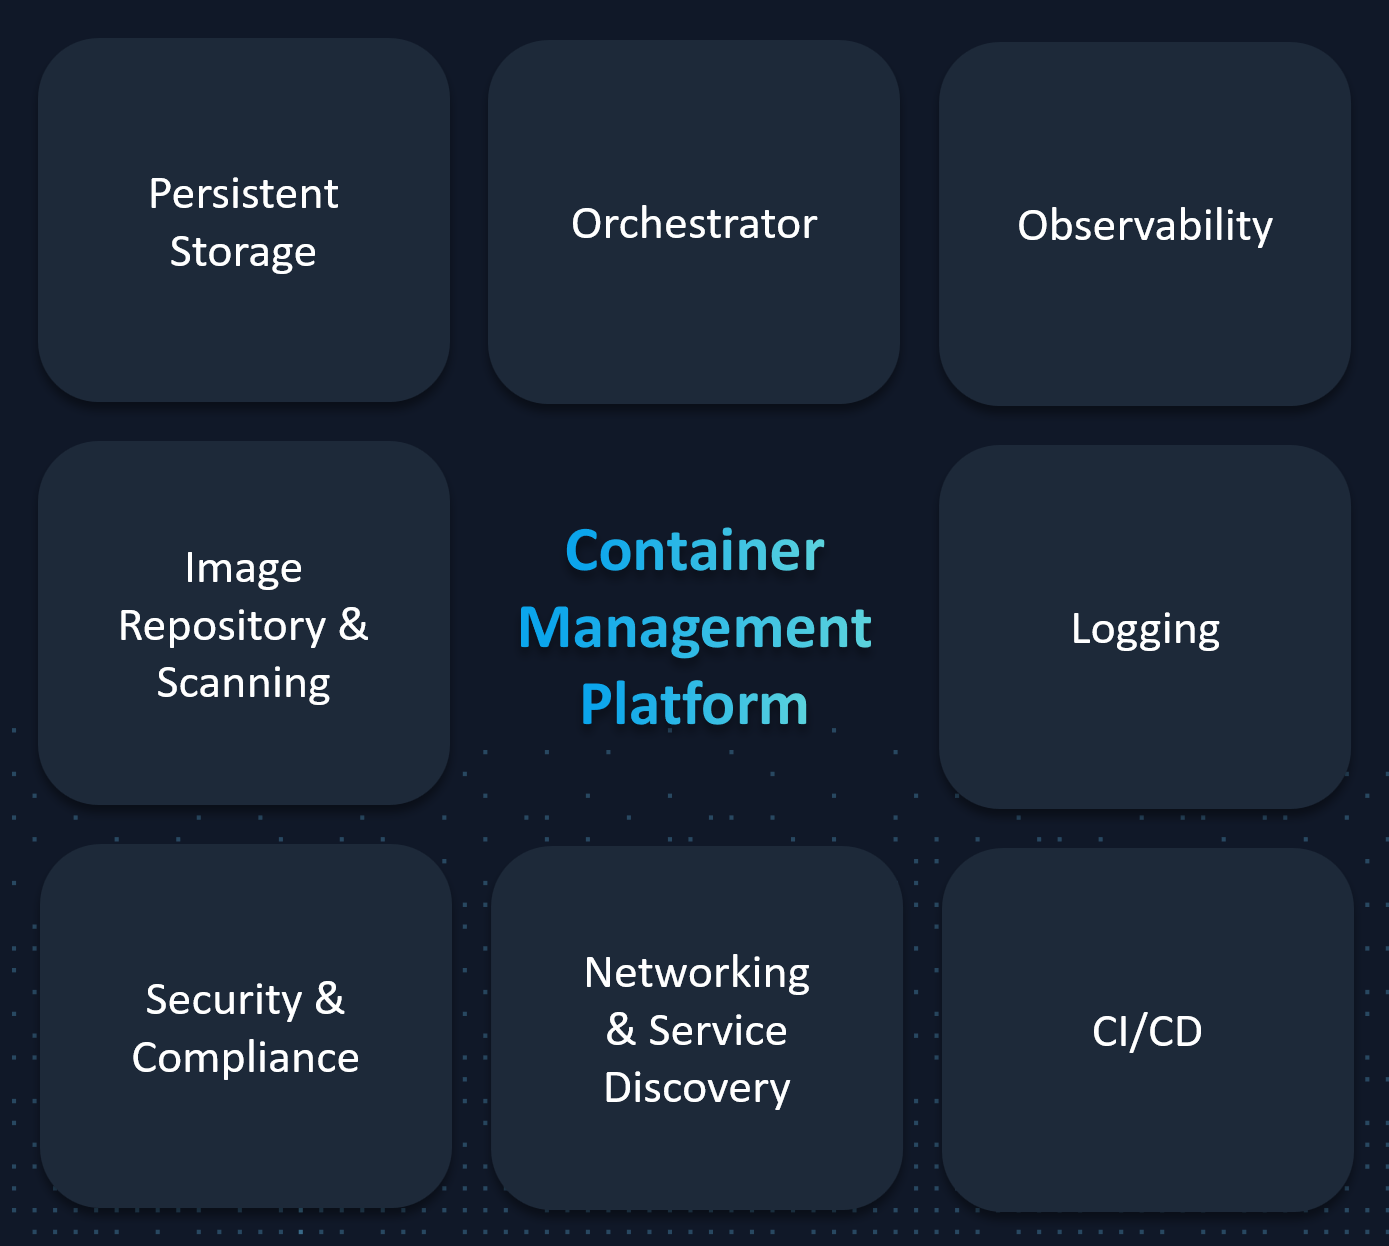 Persistent
Storage
Orchestrator
Observability
Image
Repository &
Scanning
Container
Management
Platform
Logging
Security &
Compliance
Networking
& Service
Discovery
CI/CD